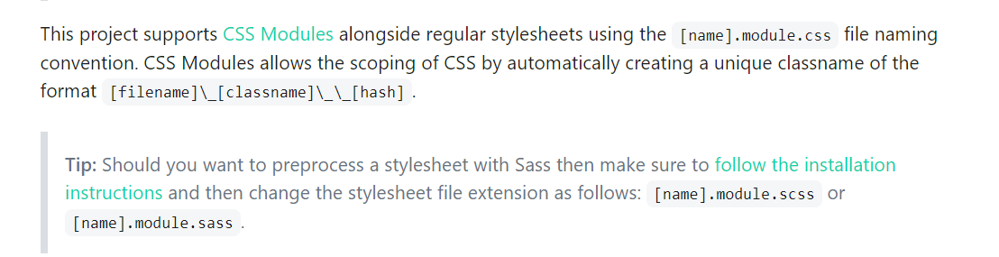 This project supports CSS Modules alongside regular stylesheets using the [name].module.css file naming
convention. CSS Modules allows the scoping of CSS by automatically creating a unique classname of the
format [filename]\_[classname]\_\_[hash] .
Tip: Should you want to preprocess a stylesheet with Sass then make sure to follow the installation
instructions and then change the stylesheet file extension as follows: [name].module.scss or
[name].module.sass .